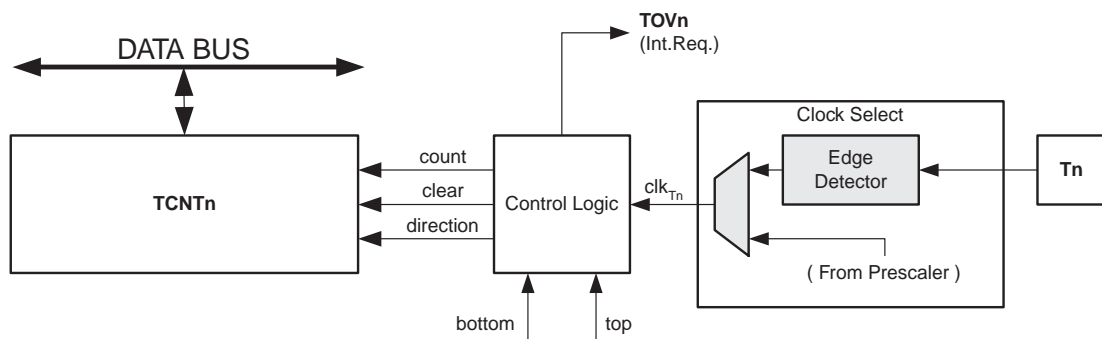 TOVn
(Int.Req.)
DATA BUS
Clock Select
count
Edge
Detector
Tn
TCNTn
clear
Control Logic
clkTn
direction
( From Prescaler )
bottom
top